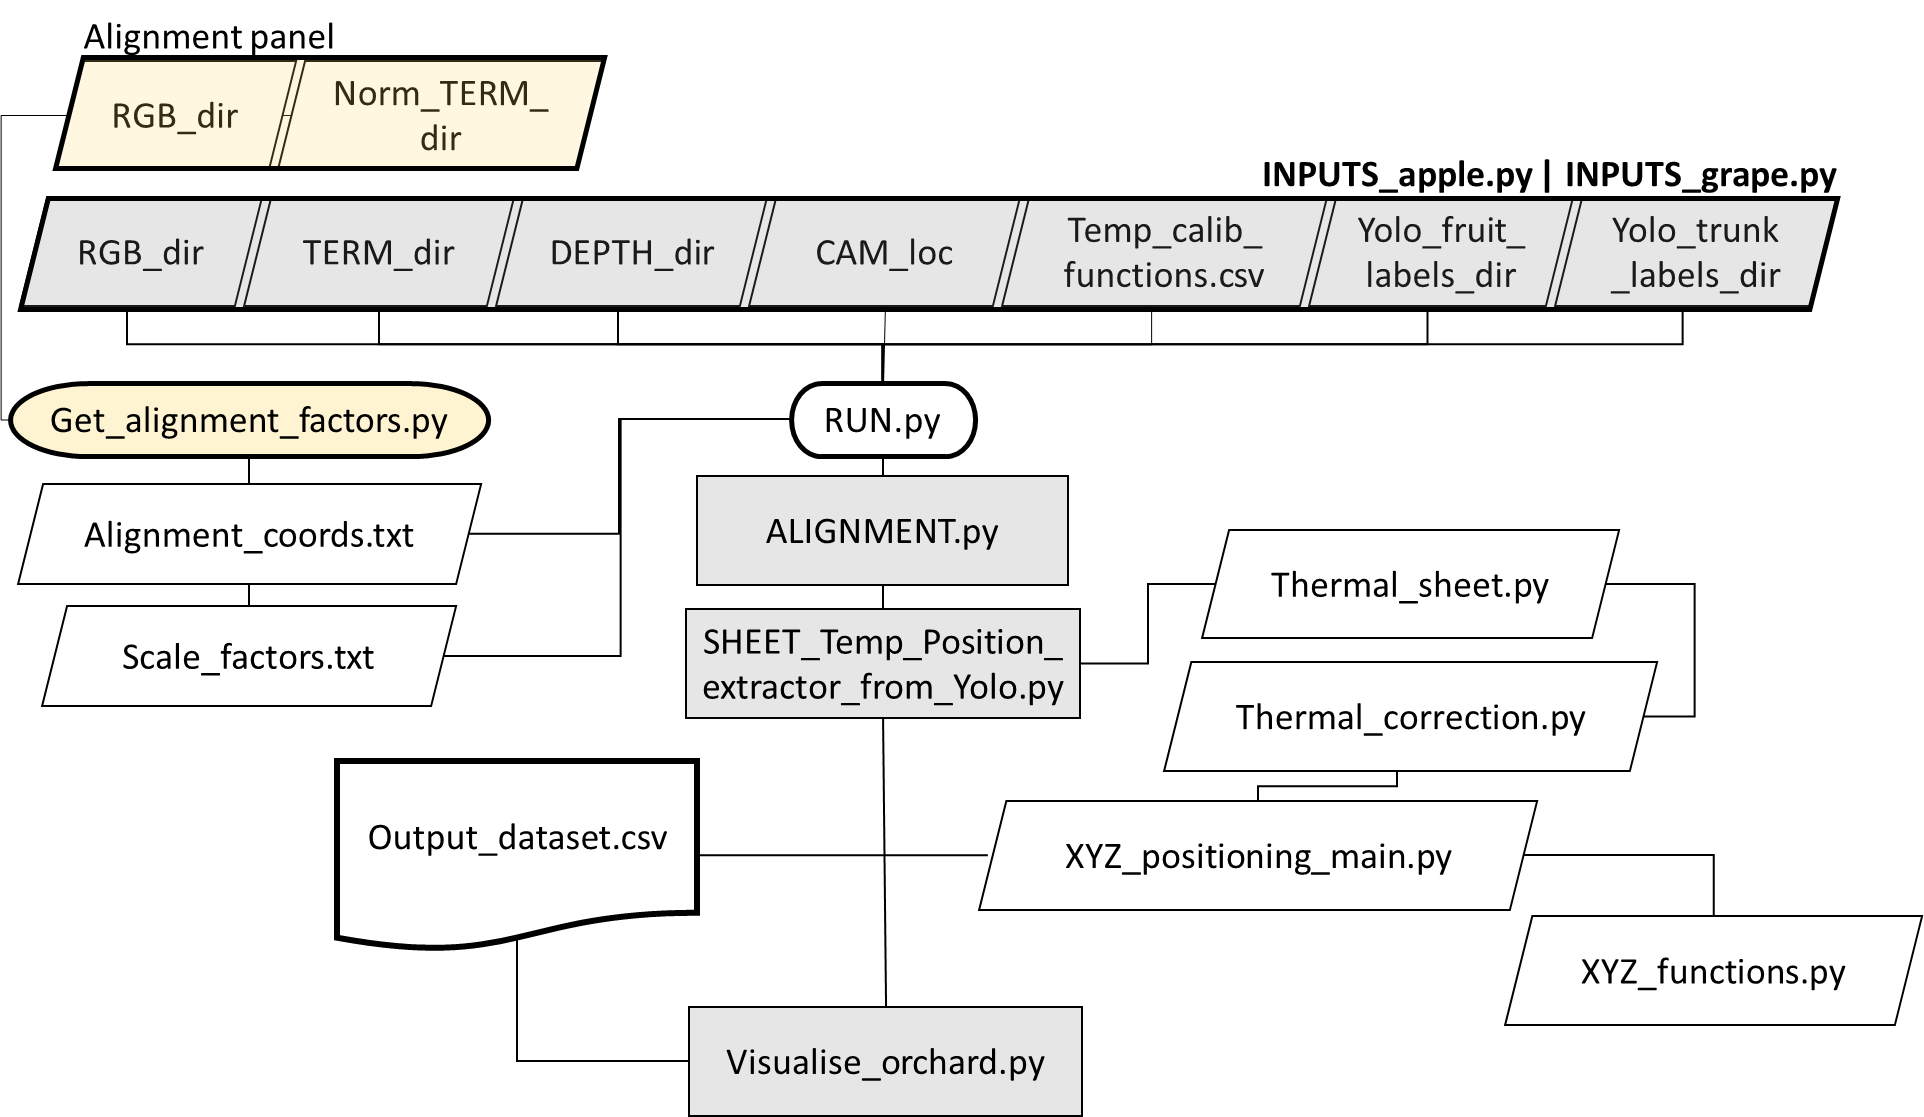 Alignment panel
RGB_dir
Norm_TERM_
dir
INPUTS_apple.py | INPUTS_grape.py
RGB_dir
TERM_dir
DEPTH_dir
CAM_loc
Temp_calib_
functions.csv
Yolo_fruit_
labels_dir
Yolo_trunk
_labels_dir
Get_alignment_factors.py
RUN.py
Alignment_coords.txt
ALIGNMENT.py
Thermal_sheet.py
Scale_factors.txt
SHEET_Temp_Position_
extractor_from_Yolo.py
Thermal_correction.py
Output_dataset.csv
XYZ_positioning_main.py
XYZ_functions.py
Visualise_orchard.py